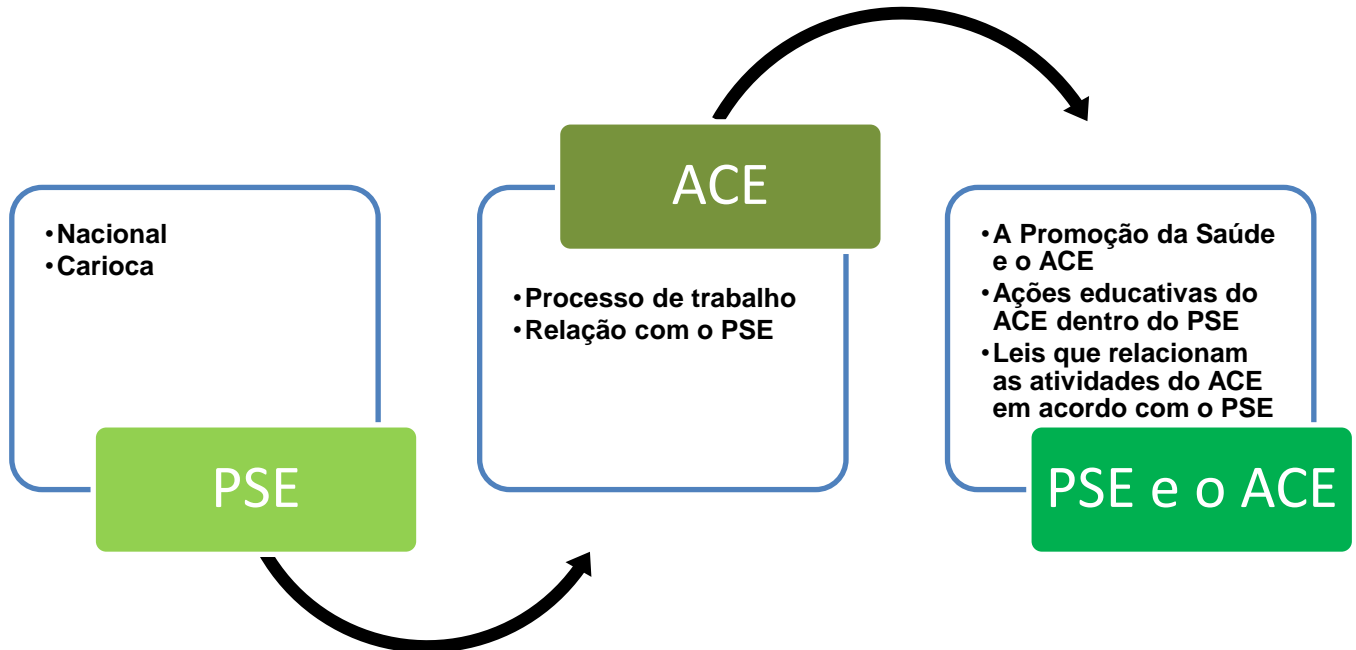 •Nacional
•Carioca
PSE
ACE
•Processo de trabalho
•Relação com o PSE
•A Promoção da Saúde
e o ACE
•Ações educativas do
ACE dentro do PSE
•Leis que relacionam
as atividades do ACE
em acordo com o PSE
PSE e o ACE